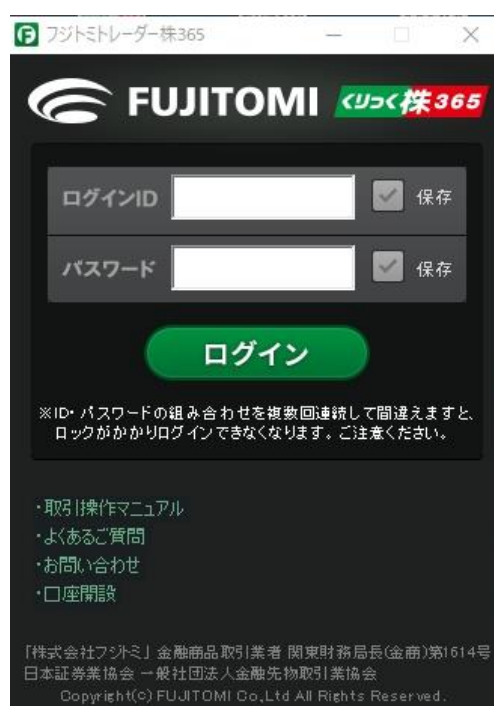 フジトミトレーダー株365
FUJITOMI くりっく株365
ログインID 保存
パスワード 保存
ログイン
※ID・パスワードの組み合わせを複数回連続して間違えますと、
ロックがかかりログインできなくなります。ご注意ください。
・取引操作マニュアル
・よくあるご質問
・お問い合わせ
・口座開設
「株式会社フジトミ」金融商品取引業者 関東財務局長(金商)第1614号
日本証券業協会 一般社団法人金融先物取引業協会
Copyright(c) FUJITOMI Co,Ltd All Rights Reserved.